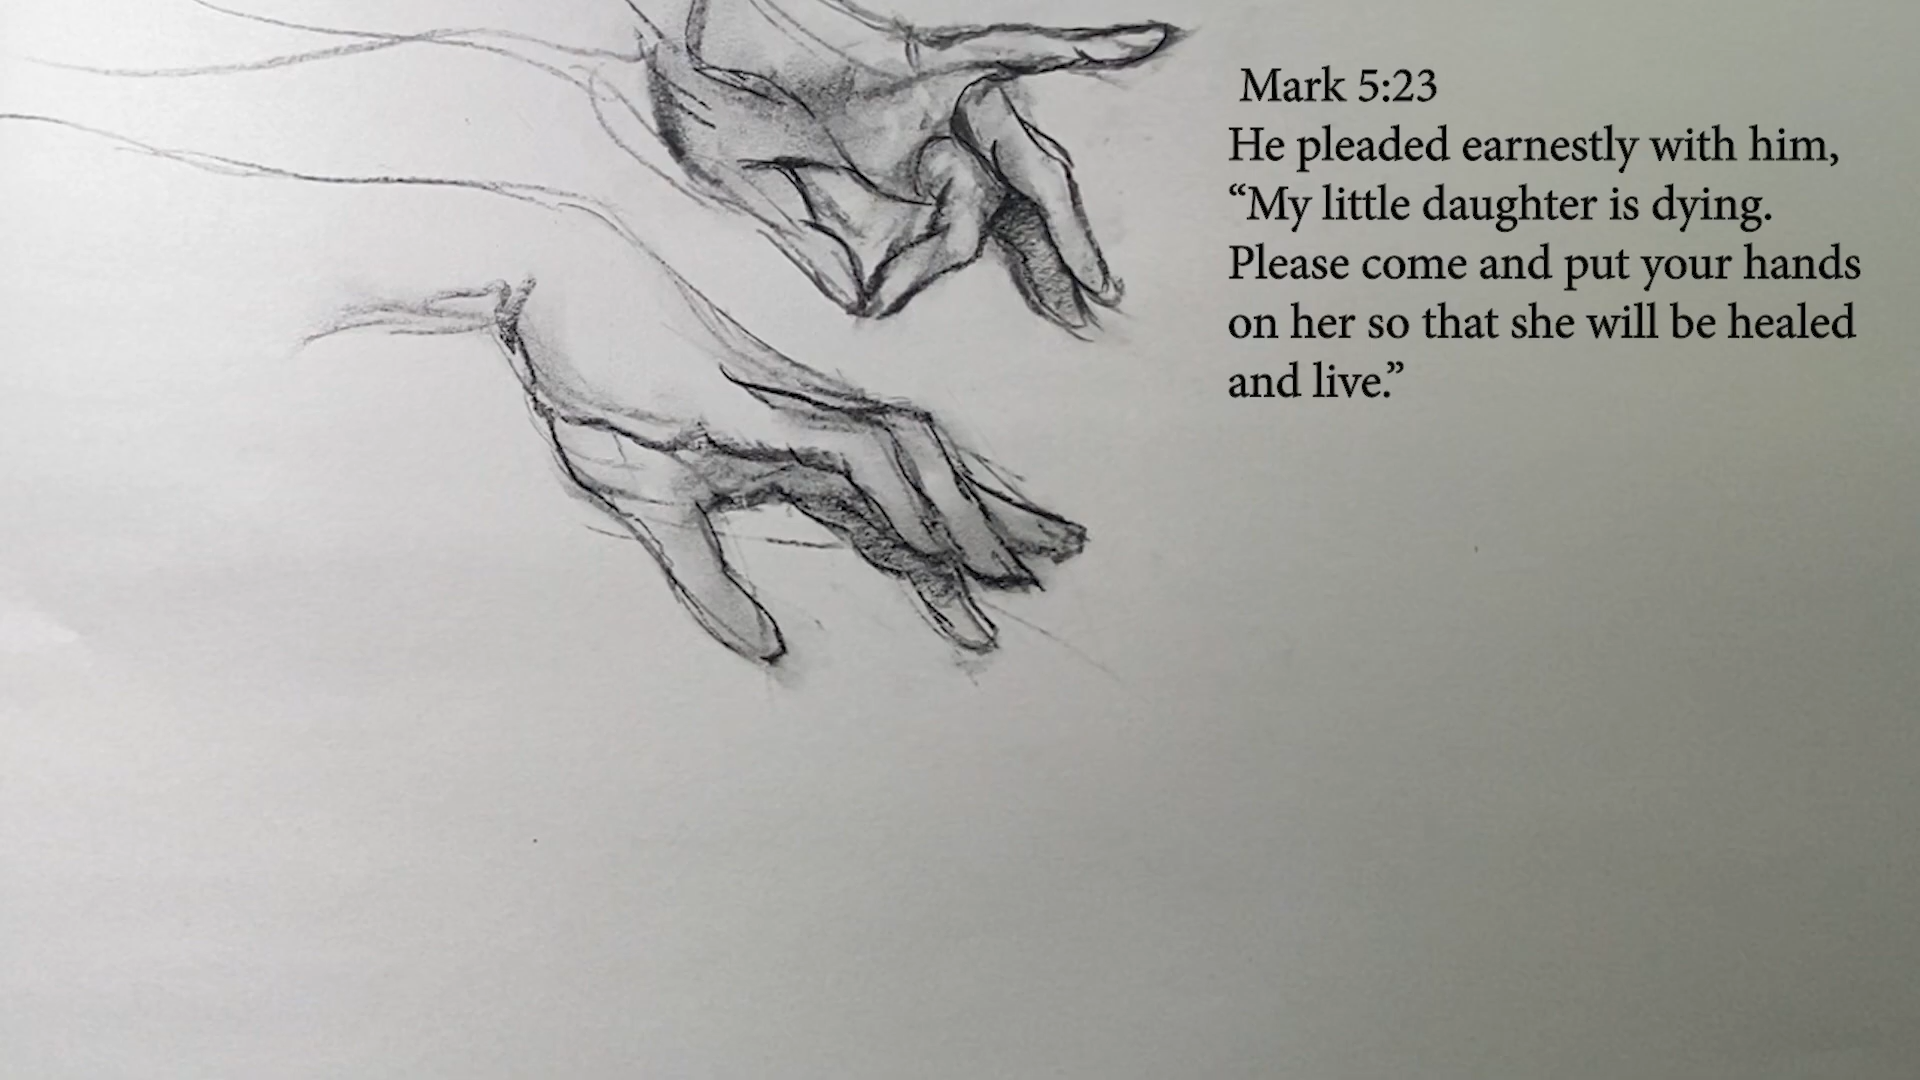 Mark 5:23
He pleaded earnestly with him,
“My little daughter is dying.
Please come and put your hands
on her so that she will be healed
and live.”